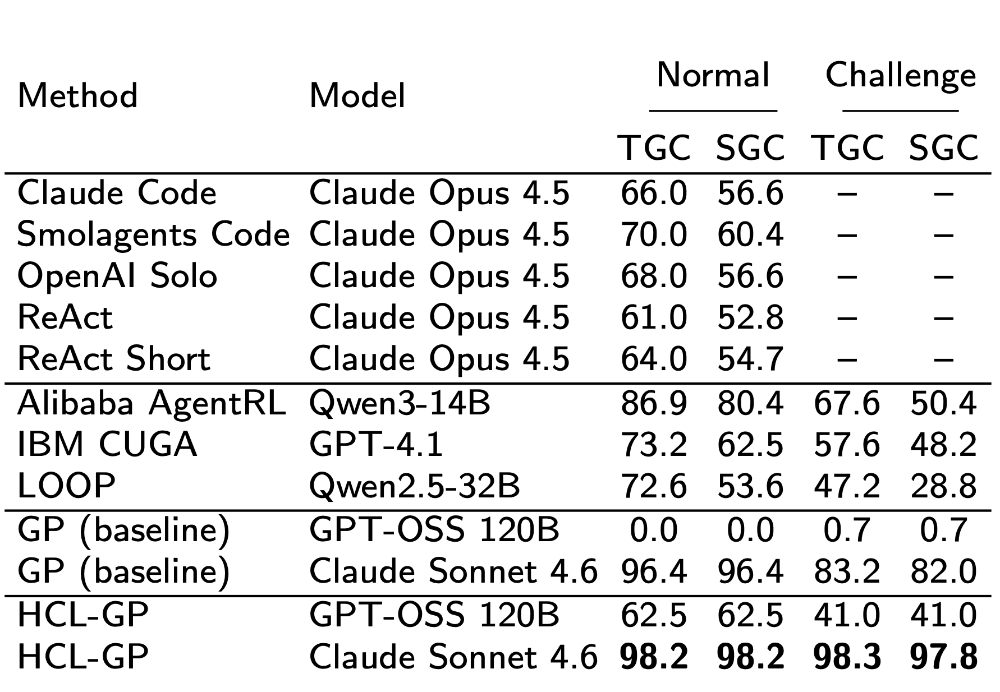 Method Model Normal Challenge
TGC SGC TGC SGC
Claude Code Claude Opus 4.5 66.0 56.6 – –
Smolagents Code Claude Opus 4.5 70.0 60.4 – –
OpenAI Solo Claude Opus 4.5 68.0 56.6 – –
ReAct Claude Opus 4.5 61.0 52.8 – –
ReAct Short Claude Opus 4.5 64.0 54.7 – –
Alibaba AgentRL Qwen3-14B 86.9 80.4 67.6 50.4
IBM CUGA GPT-4.1 73.2 62.5 57.6 48.2
LOOP Qwen2.5-32B 72.6 53.6 47.2 28.8
GP (baseline) GPT-OSS 120B 0.0 0.0 0.7 0.7
GP (baseline) Claude Sonnet 4.6 96.4 96.4 83.2 82.0
HCL-GP GPT-OSS 120B 62.5 62.5 41.0 41.0
HCL-GP Claude Sonnet 4.6 98.2 98.2 98.3 97.8